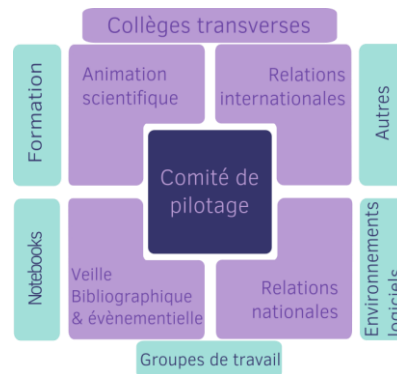 Collèges transverses
Formation
Animation
scientifique
Relations
internationales
Autres
Comité de
pilotage
Notebooks
Veille
Bibliographique
& évènementielle
Relations
nationales
Environnements
logiciels
Groupes de travail